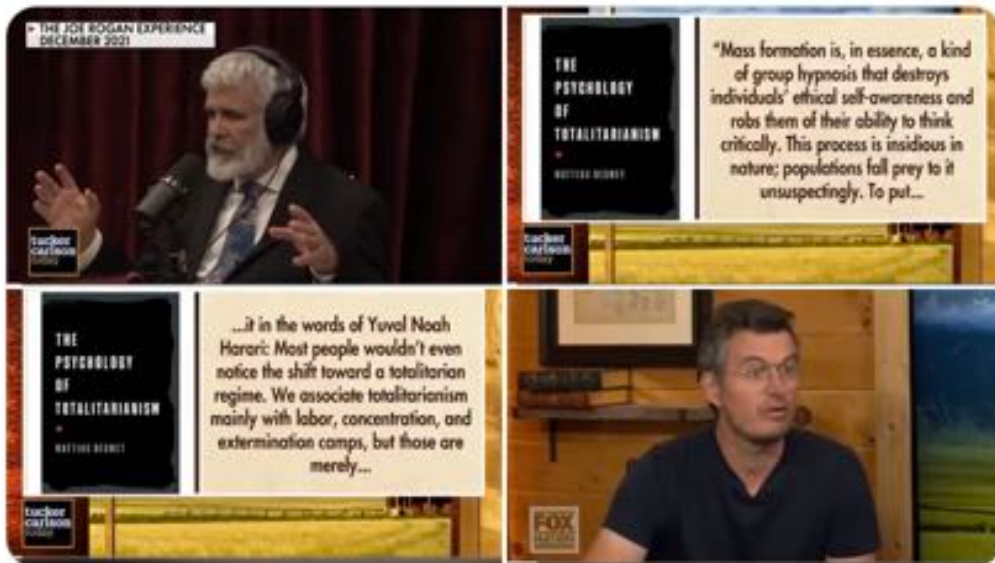 THE JOE ROGAN EXPERIENCE
DECEMBER 2021
tucker
carlson
today
THE
PSYCHOLOGY
OF
TOTALITARIANISM
MATTIAS DESMET
"Mass formation is, in essence, a kind
of group hypnosis that destroys
individuals' ethical self-awareness and
robs them of their ability to think
critically. This process is insidious in
nature; populations fall prey to it
unsuspectingly. To put...
tucker
carlson
today
THE
PSYCHOLOGY
OF
TOTALITARIANISM
MATTIAS DESMET
...it in the words of Yuval Noah
Harari: Most people wouldn't even
notice the shift toward a totalitarian
regime. We associate totalitarianism
mainly with labor, concentration, and
extermination camps, but those are
merely...
tucker
carlson
today
FOX
NATION